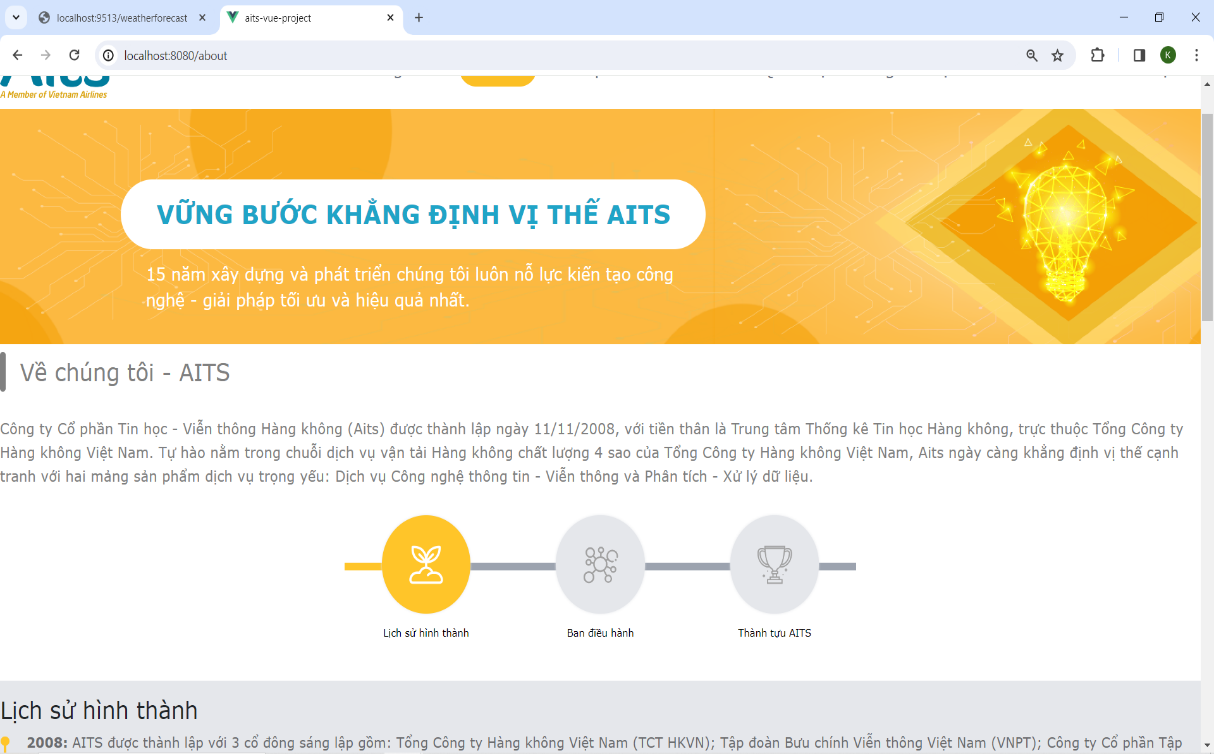 localhost:9513/weatherforecast
aits-vue-project
localhost:8080/about
K
A Member of Vietnam Airlines
VỮNG BƯỚC KHẲNG ĐỊNH VỊ THẾ AITS
15 năm xây dựng và phát triển chúng tôi luôn nỗ lực kiến tạo công
nghệ - giải pháp tối ưu và hiệu quả nhất.
Về chúng tôi - AITS
Công ty Cổ phần Tin học - Viễn thông Hàng không (Aits) được thành lập ngày 11/11/2008, với tiền thân là Trung tâm Thống kê Tin học Hàng không, trực thuộc Tổng Công ty
Hàng không Việt Nam. Tự hào nằm trong chuỗi dịch vụ vận tải Hàng không chất lượng 4 sao của Tổng Công ty Hàng không Việt Nam, Aits ngày càng khẳng định vị thế cạnh
tranh với hai mảng sản phẩm dịch vụ trọng yếu: Dịch vụ Công nghệ thông tin - Viễn thông và Phân tích - Xử lý dữ liệu.
Lịch sử hình thành
Ban điều hành
Thành tựu AITS
Lịch sử hình thành
2008: AITS được thành lập với 3 cổ đông sáng lập gồm: Tổng Công ty Hàng không Việt Nam (TCT HKVN); Tập đoàn Bưu chính Viễn thông Việt Nam (VNPT); Công ty Cổ phần Tập